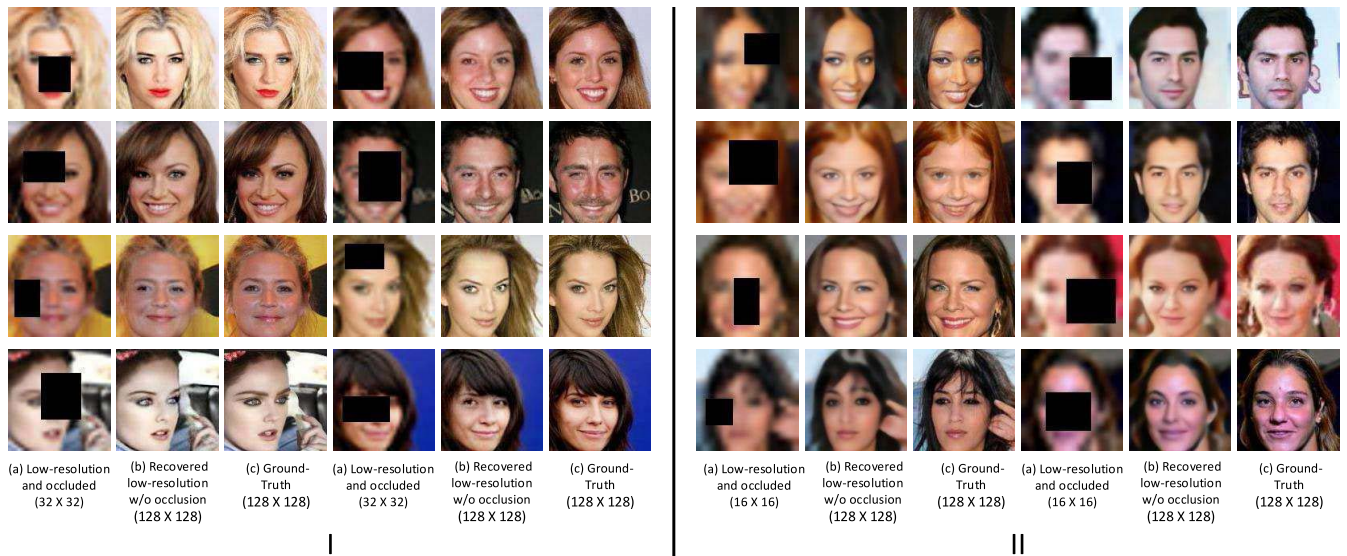 (a) Low-resolution
and occluded
(32 X 32)
(b) Recovered
low-resolution
w/o occlusion
(128 X 128)
(c) Ground-
Truth
(128 X 128)
(a) Low-resolution
and occluded
(32 X 32)
(b) Recovered
low-resolution
w/o occlusion
(128 X 128)
(c) Ground-
Truth
(128 X 128)
I
(a) Low-resolution
and occluded
(16 X 16)
(b) Recovered
low-resolution
w/o occlusion
(128 X 128)
(c) Ground-
Truth
(128 X 128)
(a) Low-resolution
and occluded
(16 X 16)
(b) Recovered
low-resolution
w/o occlusion
(128 X 128)
(c) Ground-
Truth
(128 X 128)
II